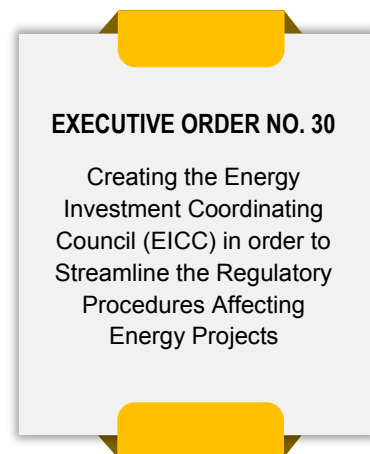 EXECUTIVE ORDER NO. 30
Creating the Energy
Investment Coordinating
Council (EICC) in order to
Streamline the Regulatory
Procedures Affecting
Energy Projects